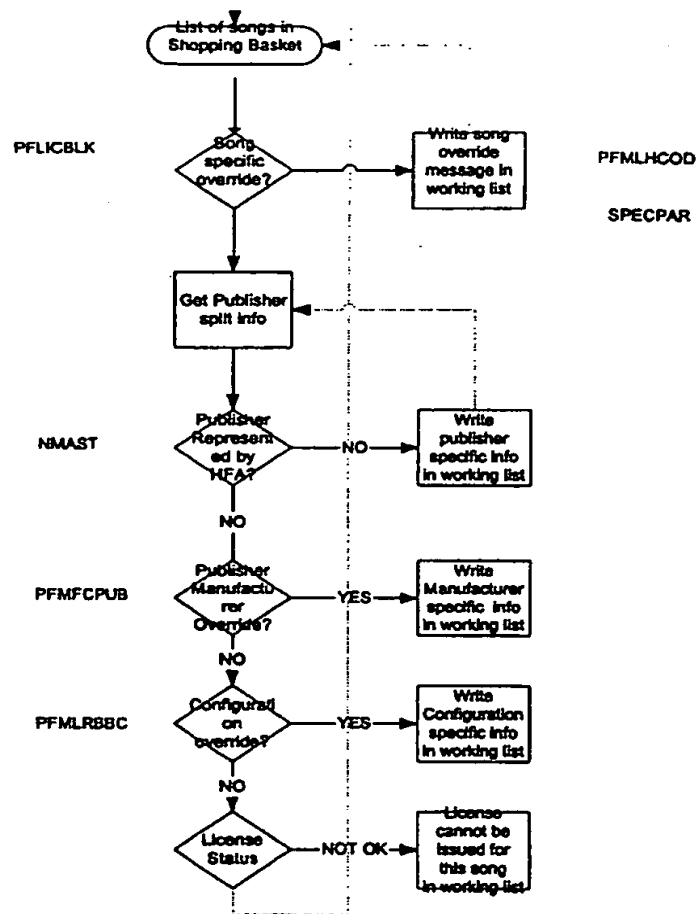 List of songs in
Shopping Basket
PFLICBLK
Song
specific
override?
Write song
override
message in
working list
PFMLHCOD
SPECPAR
Get Publisher
split info
NMAST
Publisher
Represent
ed by
HFA?
NO
Write
publisher
specific info
in working list
NO
PFMFCPUB
Publisher
Manufactu
rer
Override?
YES
Write
Manufacturer
specific info
in working list
NO
PFMLRBBC
Configurati
on
override?
YES
Write
Configuration
specific info
in working list
NO
License
Status
NOT OK
License
cannot be
issued for
this song
in working list